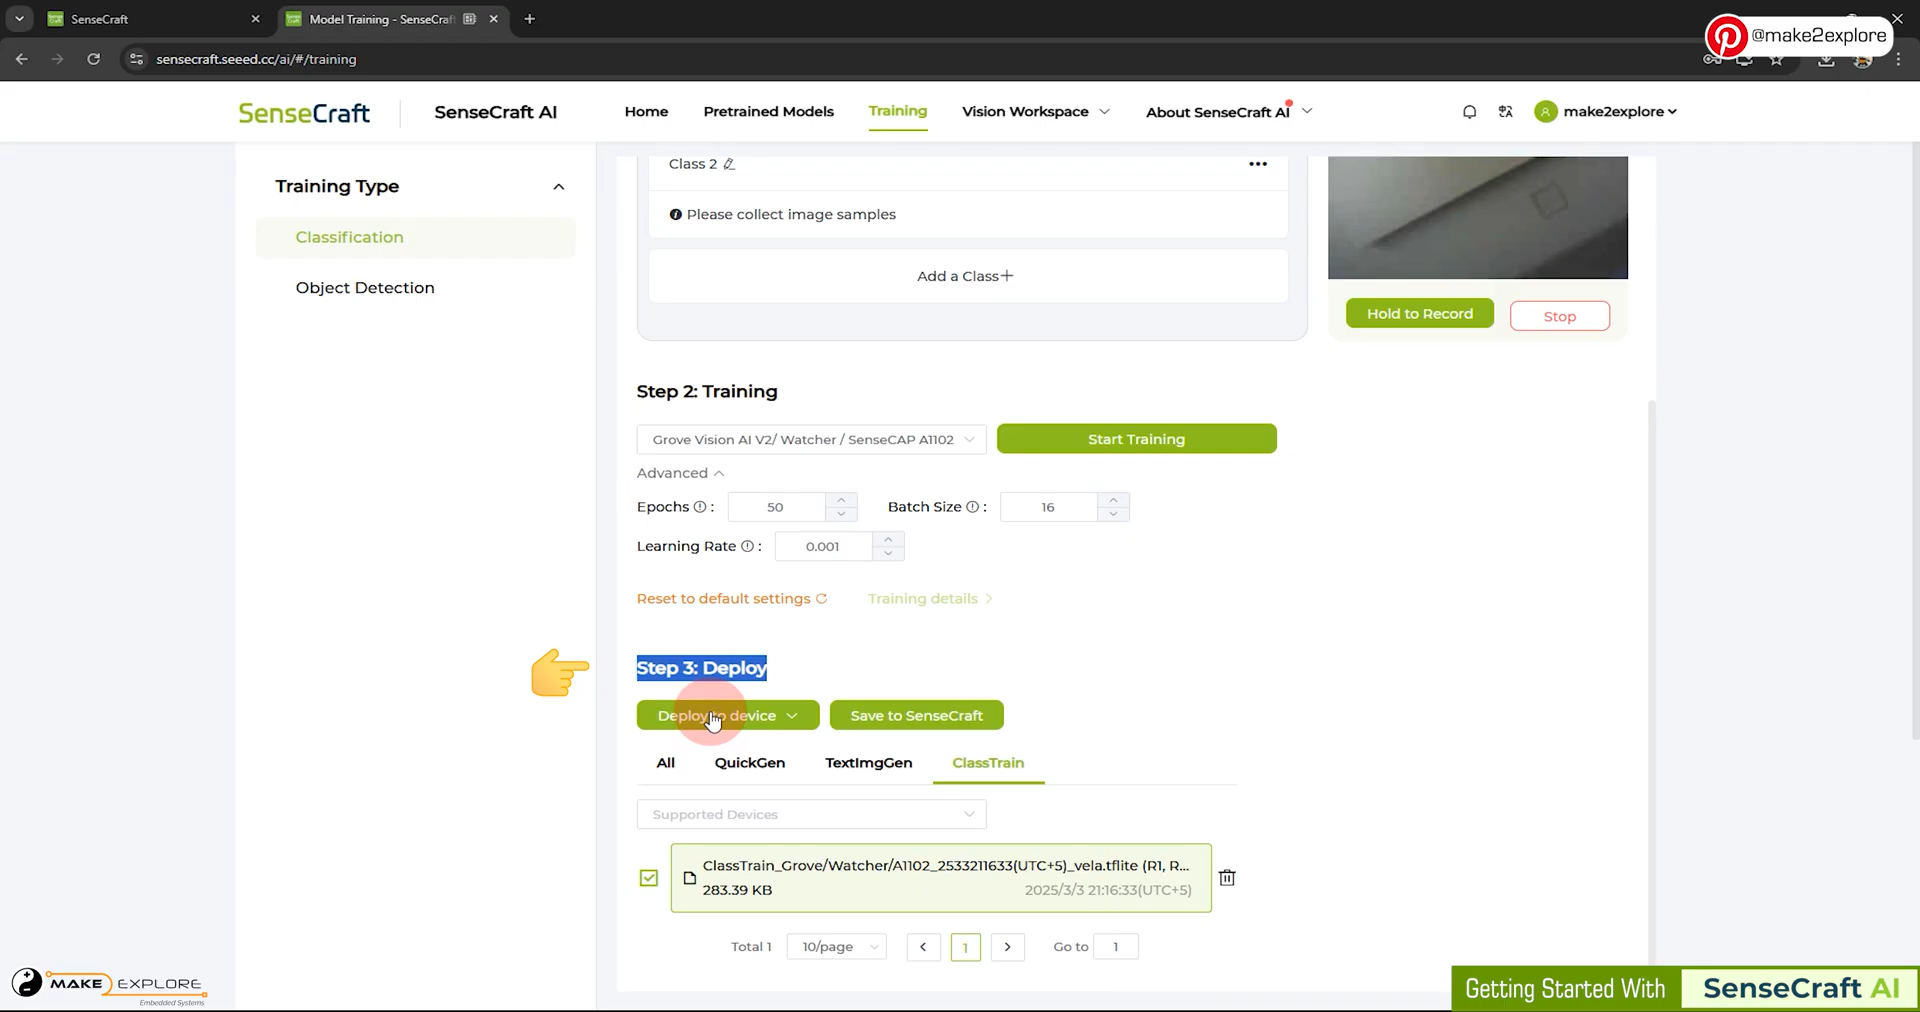 SenseCraft
Model Training - SenseCraf
@make2explore
sensecraft.seeed.cc/ai/#/training
SenseCraft
SenseCraft AI
Home
Pretrained Models
Training
Vision Workspace
About SenseCraft AI
make2explore
Training Type
Classification
Object Detection
Class 2
Please collect image samples
Add a Class+
Hold to Record
Stop
Step 2: Training
Grove Vision AI V2/ Watcher / SenseCAP A1102
Start Training
Advanced
Epochs : 50 Batch Size : 16
Learning Rate : 0.001
Reset to default settings Training details >
Step 3: Deploy
Deploy to device
Save to SenseCraft
All QuickGen TextImgGen ClassTrain
Supported Devices
ClassTrain_Grove/Watcher/A1102_2533211633(UTC+5)_vela.tflite (R1, R...
283.39 KB 2025/3/3 21:16:33(UTC+5)
Total 1 10/page < 1 > Go to 1
MAKE EXPLORE
Embedded Systems
Getting Started With SenseCraft AI